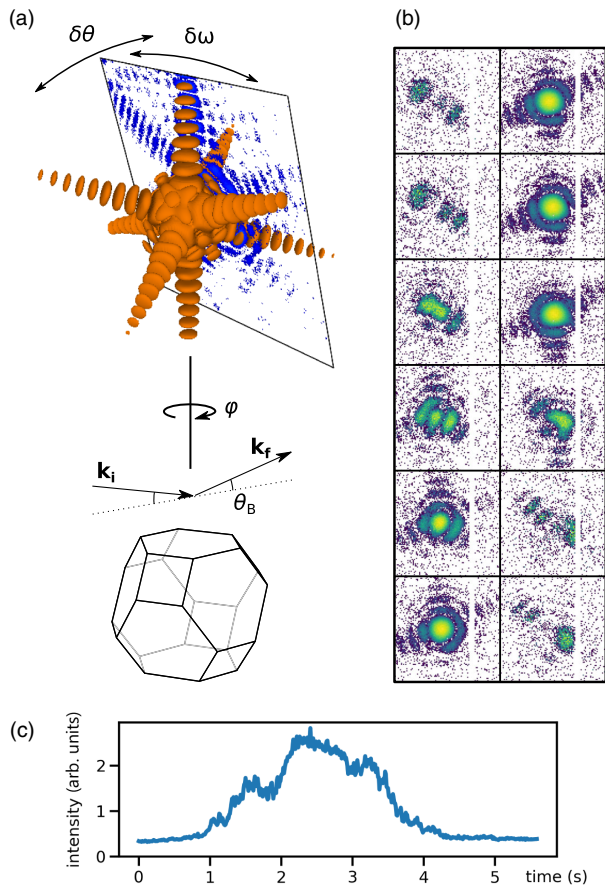 (a)
(b)
δθ
δω
φ
k_i
k_f
θ_B
(c)
intensity (arb. units)
2
1
0
0 1 2 3 4 5 time (s)